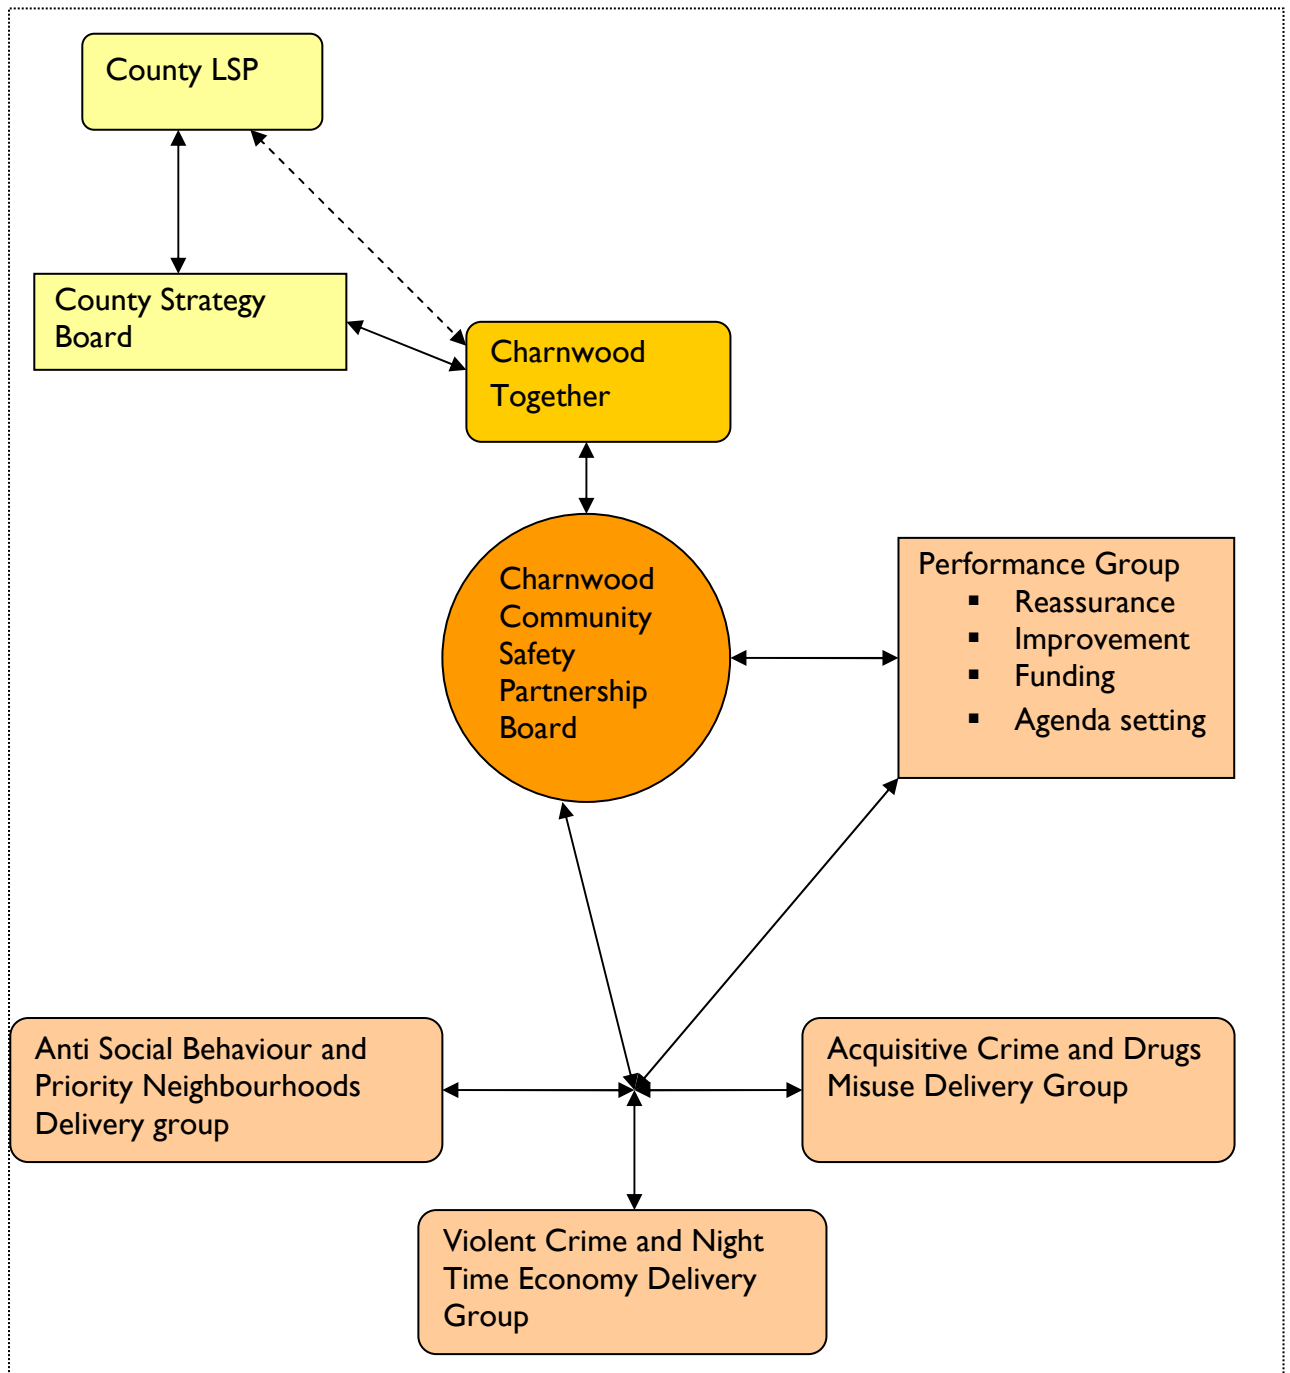 County LSP
County Strategy
Board
Charnwood
Together
Charnwood
Community
Safety
Partnership
Board
Performance Group
▪ Reassurance
▪ Improvement
▪ Funding
▪ Agenda setting
Anti Social Behaviour and
Priority Neighbourhoods
Delivery group
Acquisitive Crime and Drugs
Misuse Delivery Group
Violent Crime and Night
Time Economy Delivery
Group